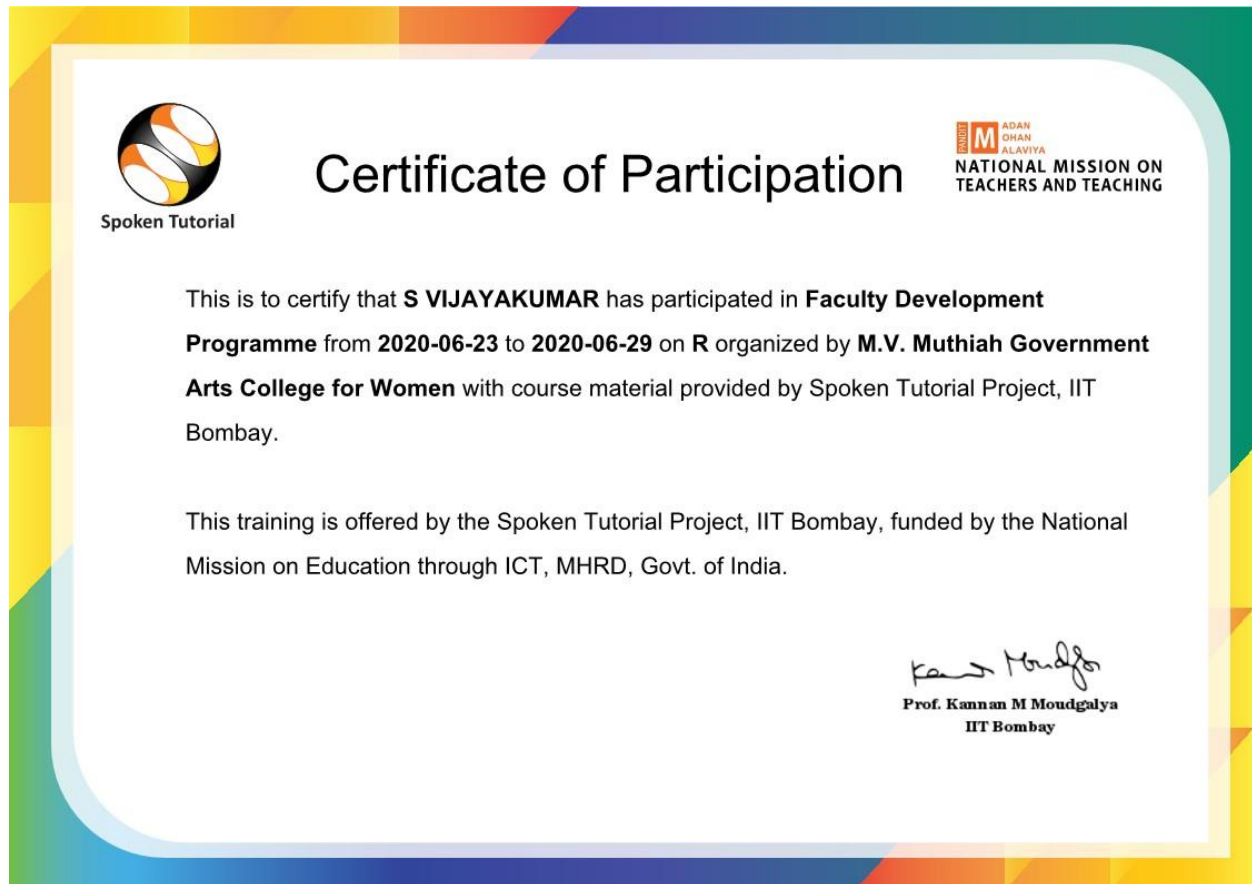 Spoken Tutorial
Certificate of Participation
PANDIT
MADAN
MOHAN
MALAVIYA
NATIONAL MISSION ON
TEACHERS AND TEACHING
This is to certify that S VIJAYAKUMAR has participated in Faculty Development
Programme from 2020-06-23 to 2020-06-29 on R organized by M.V. Muthiah Government
Arts College for Women with course material provided by Spoken Tutorial Project, IIT
Bombay.
This training is offered by the Spoken Tutorial Project, IIT Bombay, funded by the National
Mission on Education through ICT, MHRD, Govt. of India.
Prof. Kannan M Moudgalya
IIT Bombay